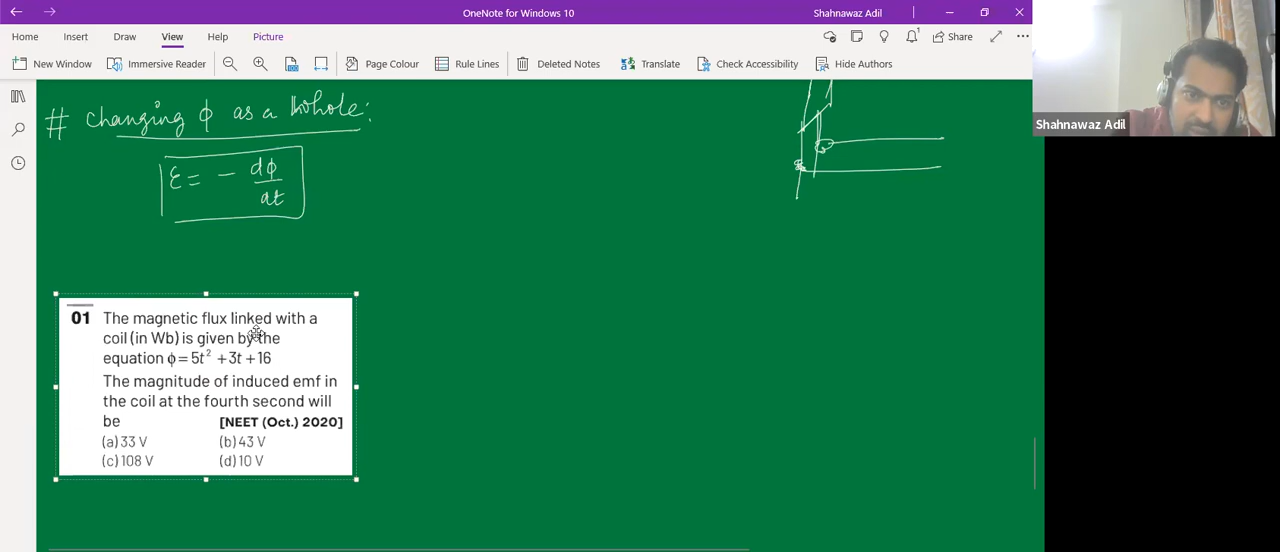 OneNote for Windows 10
Shahnawaz Adil
Home Insert Draw View Help Picture
Share
New Window Immersive Reader Page Colour Rule Lines Deleted Notes Translate Check Accessibility Hide Authors
# Changing ϕ as a whole:
ε = - dϕ/dt
01 The magnetic flux linked with a
coil (in Wb) is given by the
equation ϕ = 5t² + 3t + 16
The magnitude of induced emf in
the coil at the fourth second will
be [NEET (Oct.) 2020]
(a) 33 V (b) 43 V
(c) 108 V (d) 10 V
Shahnawaz Adil